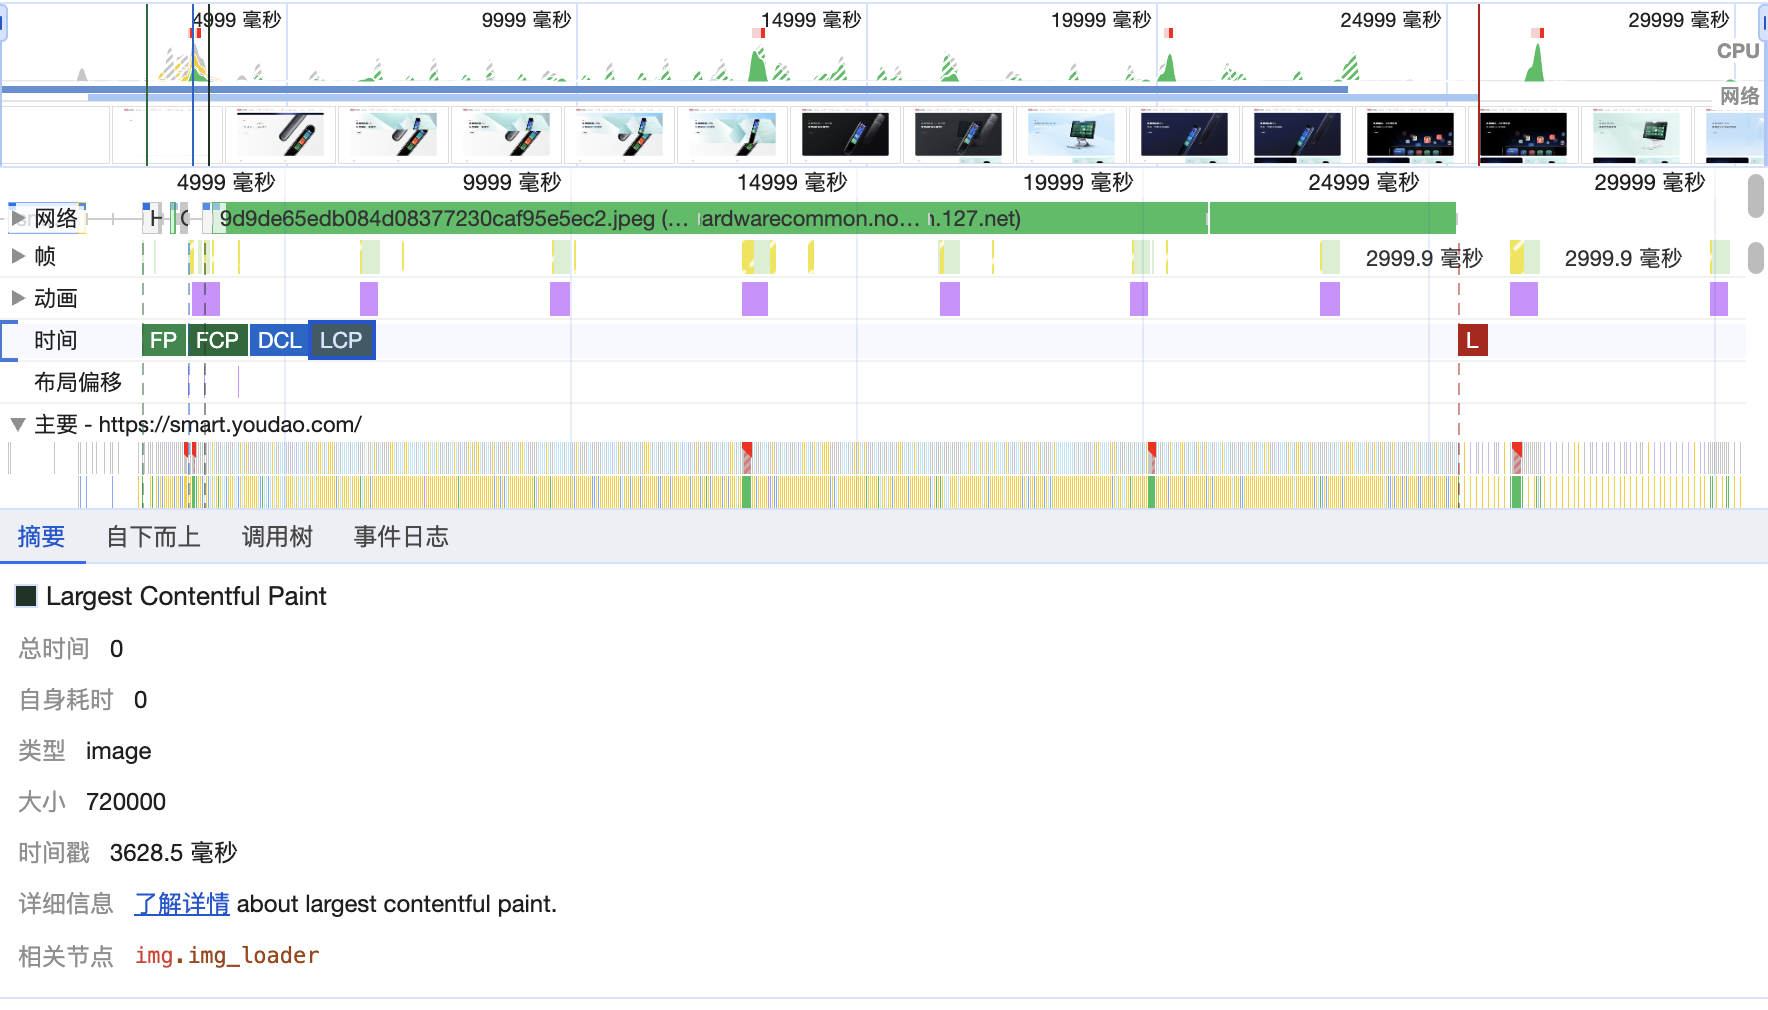 4999 毫秒 9999 毫秒 14999 毫秒 19999 毫秒 24999 毫秒 29999 毫秒
CPU
网络
4999 毫秒 9999 毫秒 14999 毫秒 19999 毫秒 24999 毫秒 29999 毫秒
网络 H 9d9de65edb084d08377230caf95e5ec2.jpeg (… ardwarecommon.no… n.127.net)
帧 2999.9 毫秒 2999.9 毫秒
动画
时间 FP FCP DCL LCP L
布局偏移
主要 - https://smart.youdao.com/
摘要 自下而上 调用树 事件日志
Largest Contentful Paint
总时间 0
自身耗时 0
类型 image
大小 720000
时间戳 3628.5 毫秒
详细信息 了解详情 about largest contentful paint.
相关节点 img.img_loader